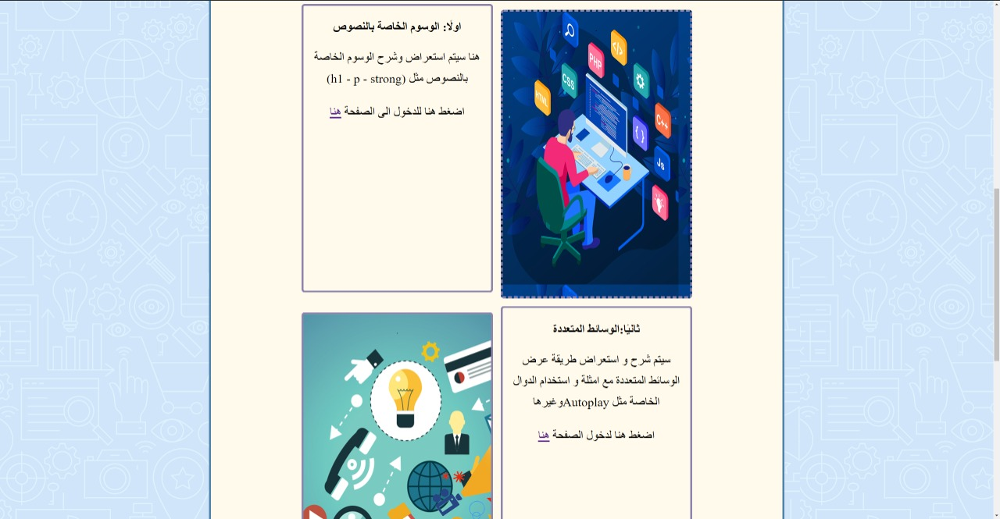 اولًا: الوسوم الخاصة بالنصوص
هنا سيتم استعراض وشرح الوسوم الخاصة
بالنصوص مثل (h1 - p - strong)
اضغط هنا للدخول الى الصفحة هنا
</>
PHP
CSS
HTML
C++
{ }
Js
ثانيًا:الوسائط المتعددة
سيتم شرح و استعراض طريقة عرض
الوسائط المتعددة مع امثلة و استخدام الدوال
الخاصة مثل Autoplayوغيرها
اضغط هنا لدخول الصفحة هنا